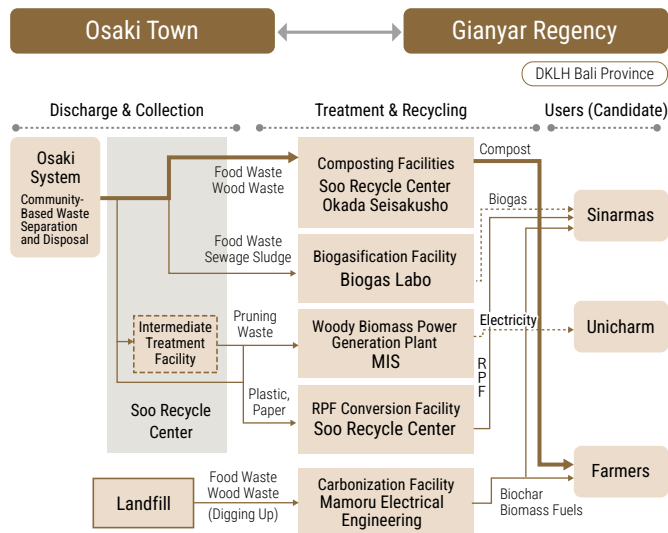 Osaki Town
Gianyar Regency
DKLH Bali Province
Discharge & Collection
Treatment & Recycling
Users (Candidate)
Osaki
System
Community-
Based Waste
Separation
and Disposal
Food Waste
Wood Waste
Composting Facilities
Soo Recycle Center
Okada Seisakusho
Compost
Biogas
Sinarmas
Food Waste
Sewage Sludge
Biogasification Facility
Biogas Labo
Intermediate
Treatment
Facility
Pruning
Waste
Woody Biomass Power
Generation Plant
MIS
Electricity
Unicharm
RPF
Plastic,
Paper
RPF Conversion Facility
Soo Recycle Center
Soo Recycle
Center
Landfill
Food Waste
Wood Waste
(Digging Up)
Carbonization Facility
Mamoru Electrical
Engineering
Biochar
Biomass Fuels
Farmers